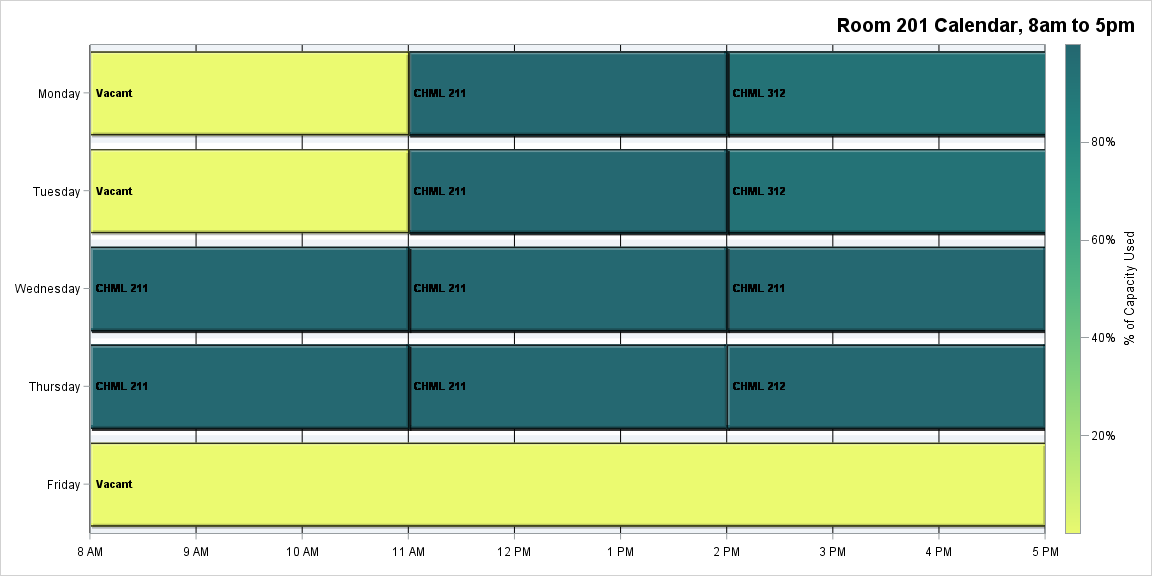 Room 201 Calendar, 8am to 5pm
Monday
Vacant
CHML 211
CHML 312
Tuesday
Vacant
CHML 211
CHML 312
Wednesday
CHML 211
CHML 211
CHML 211
Thursday
CHML 211
CHML 211
CHML 212
Friday
Vacant
8 AM
9 AM
10 AM
11 AM
12 PM
1 PM
2 PM
3 PM
4 PM
5 PM
80%
60%
40%
20%
% of Capacity Used